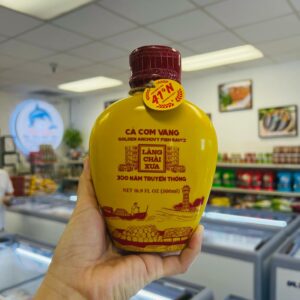 41°N
CÁ CƠM VÀNG
GOLDEN ANCHOVY FISH SAUCE
LÀNG
CHÀI
XƯA
300 NĂM TRUYỀN THỐNG
NET 16.9 FL OZ (500ml)